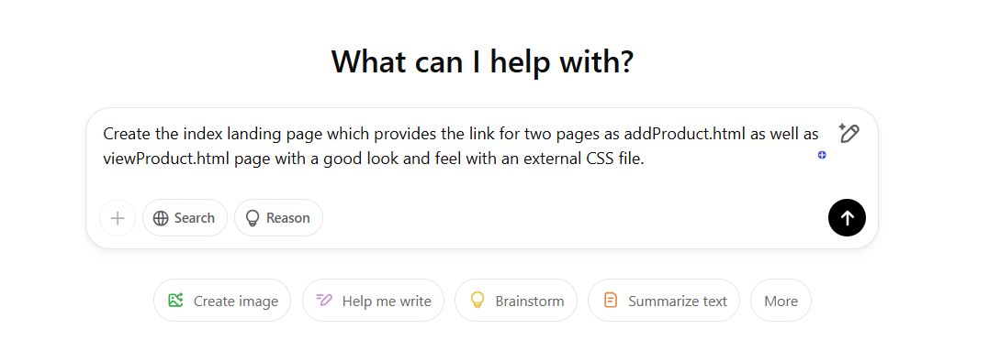 What can I help with?
Create the index landing page which provides the link for two pages as addProduct.html as well as
viewProduct.html page with a good look and feel with an external CSS file.
Search
Reason
Create image
Help me write
Brainstorm
Summarize text
More